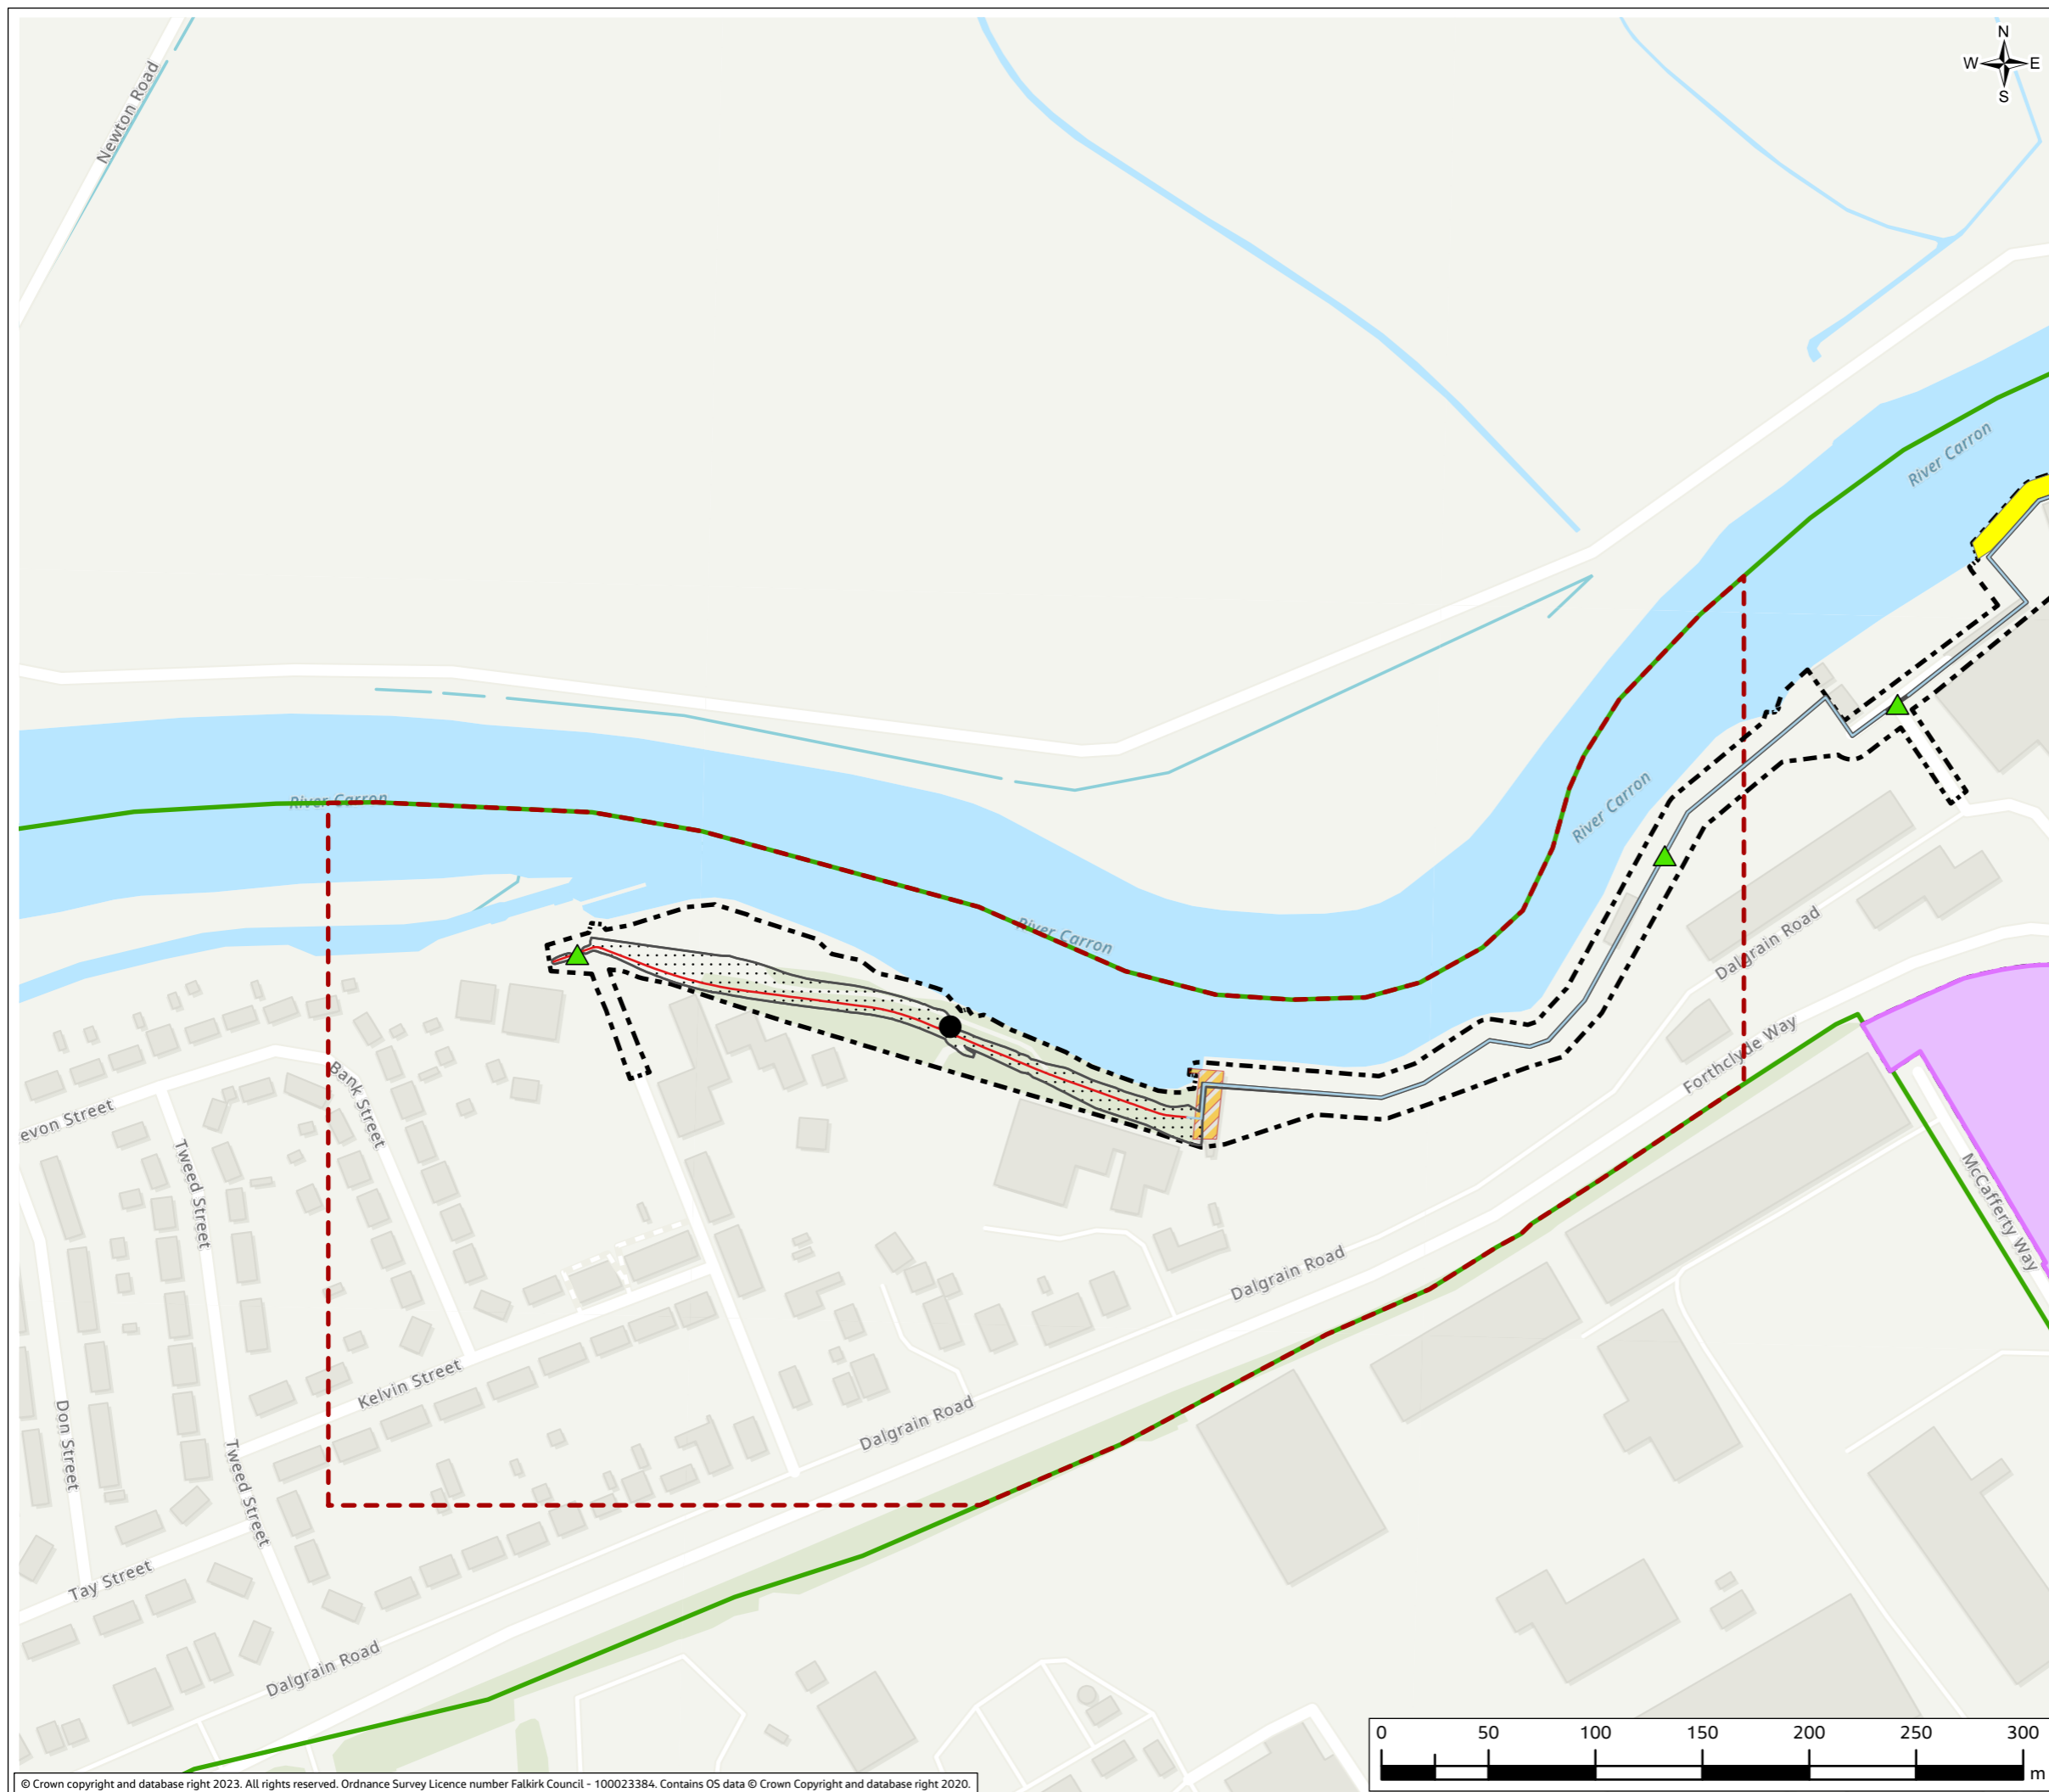 N
W E
S
Newton Road
River Carron
River Carron
River Carron
River Carron
Dalgrain Road
Forthclyde Way
McCafferty Way
Bank Street
evon Street
Tweed Street
Dalgrain Road
Kelvin Street
Dalgrain Road
Don Street
Tweed Street
Tay Street
Dalgrain Road
0 50 100 150 200 250 300
m
© Crown copyright and database right 2023. All rights reserved. Ordnance Survey Licence number Falkirk Council - 100023384. Contains OS data © Crown Copyright and database right 2020.